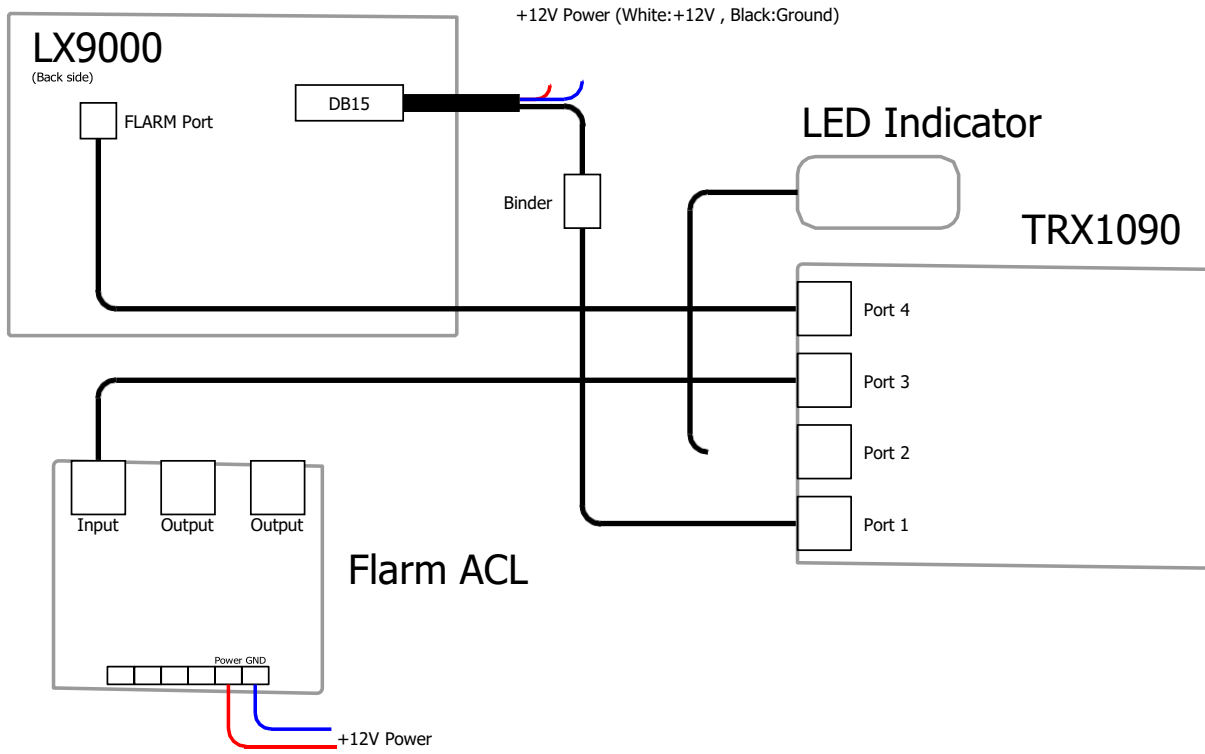 +12V Power (White:+12V , Black:Ground)
LX9000
(Back side)
DB15
FLARM Port
LED Indicator
Binder
TRX1090
Port 4
Port 3
Port 2
Port 1
Input
Output
Output
Flarm ACL
Power GND
+12V Power